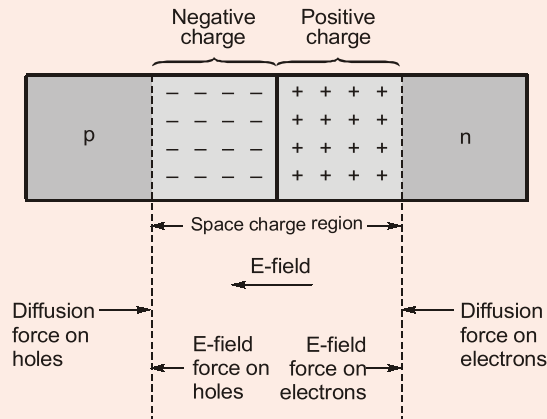 Negative
charge
Positive
charge
– – – –
+ + + +
– – – –
+ + + +
– – – –
+ + + +
– – – –
+ + + +
p
n
Space charge region
E-field
Diffusion
force on
holes
E-field
force on
holes
E-field
force on
electrons
Diffusion
force on
electrons